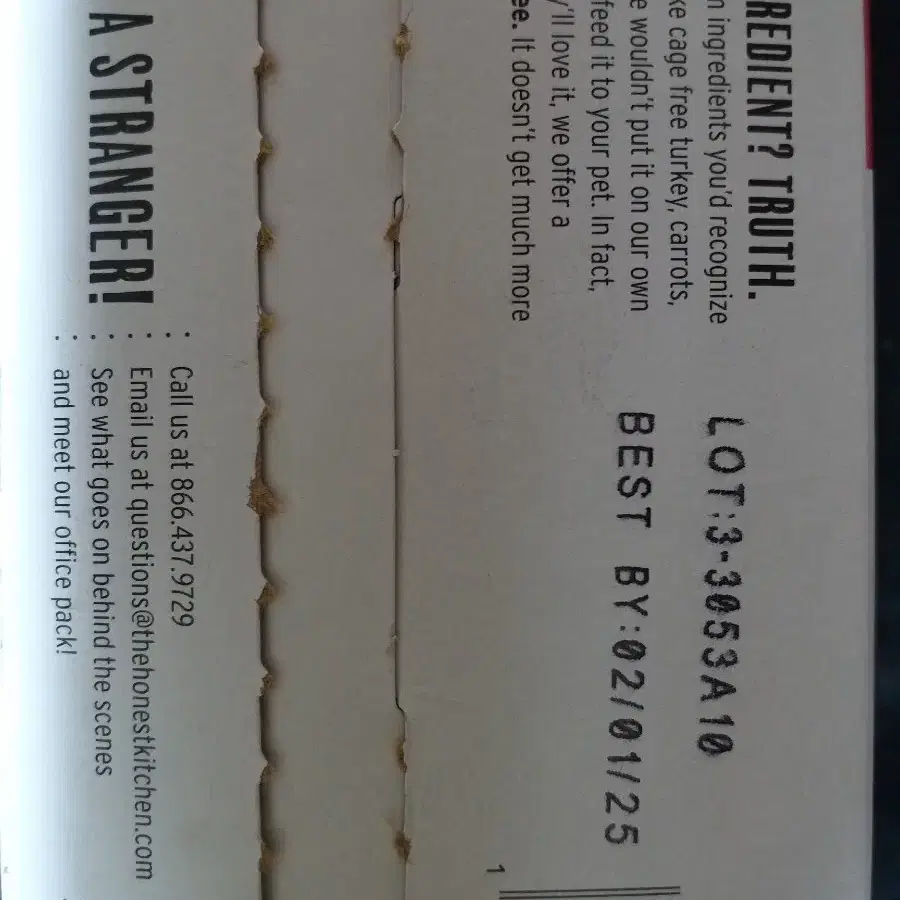 REDIENT? TRUTH.
n ingredients you'd recognize
ke cage free turkey, carrots,
e wouldn't put it on our own
feed it to your pet. In fact,
y'll love it, we offer a
ee. It doesn't get much more
LOT:3-3053A10
BEST BY:02/01/25
1
A STRANGER!
: Call us at 866.437.9729
: Email us at questions@thehonestkitchen.com
: See what goes on behind the scenes
: and meet our office pack!